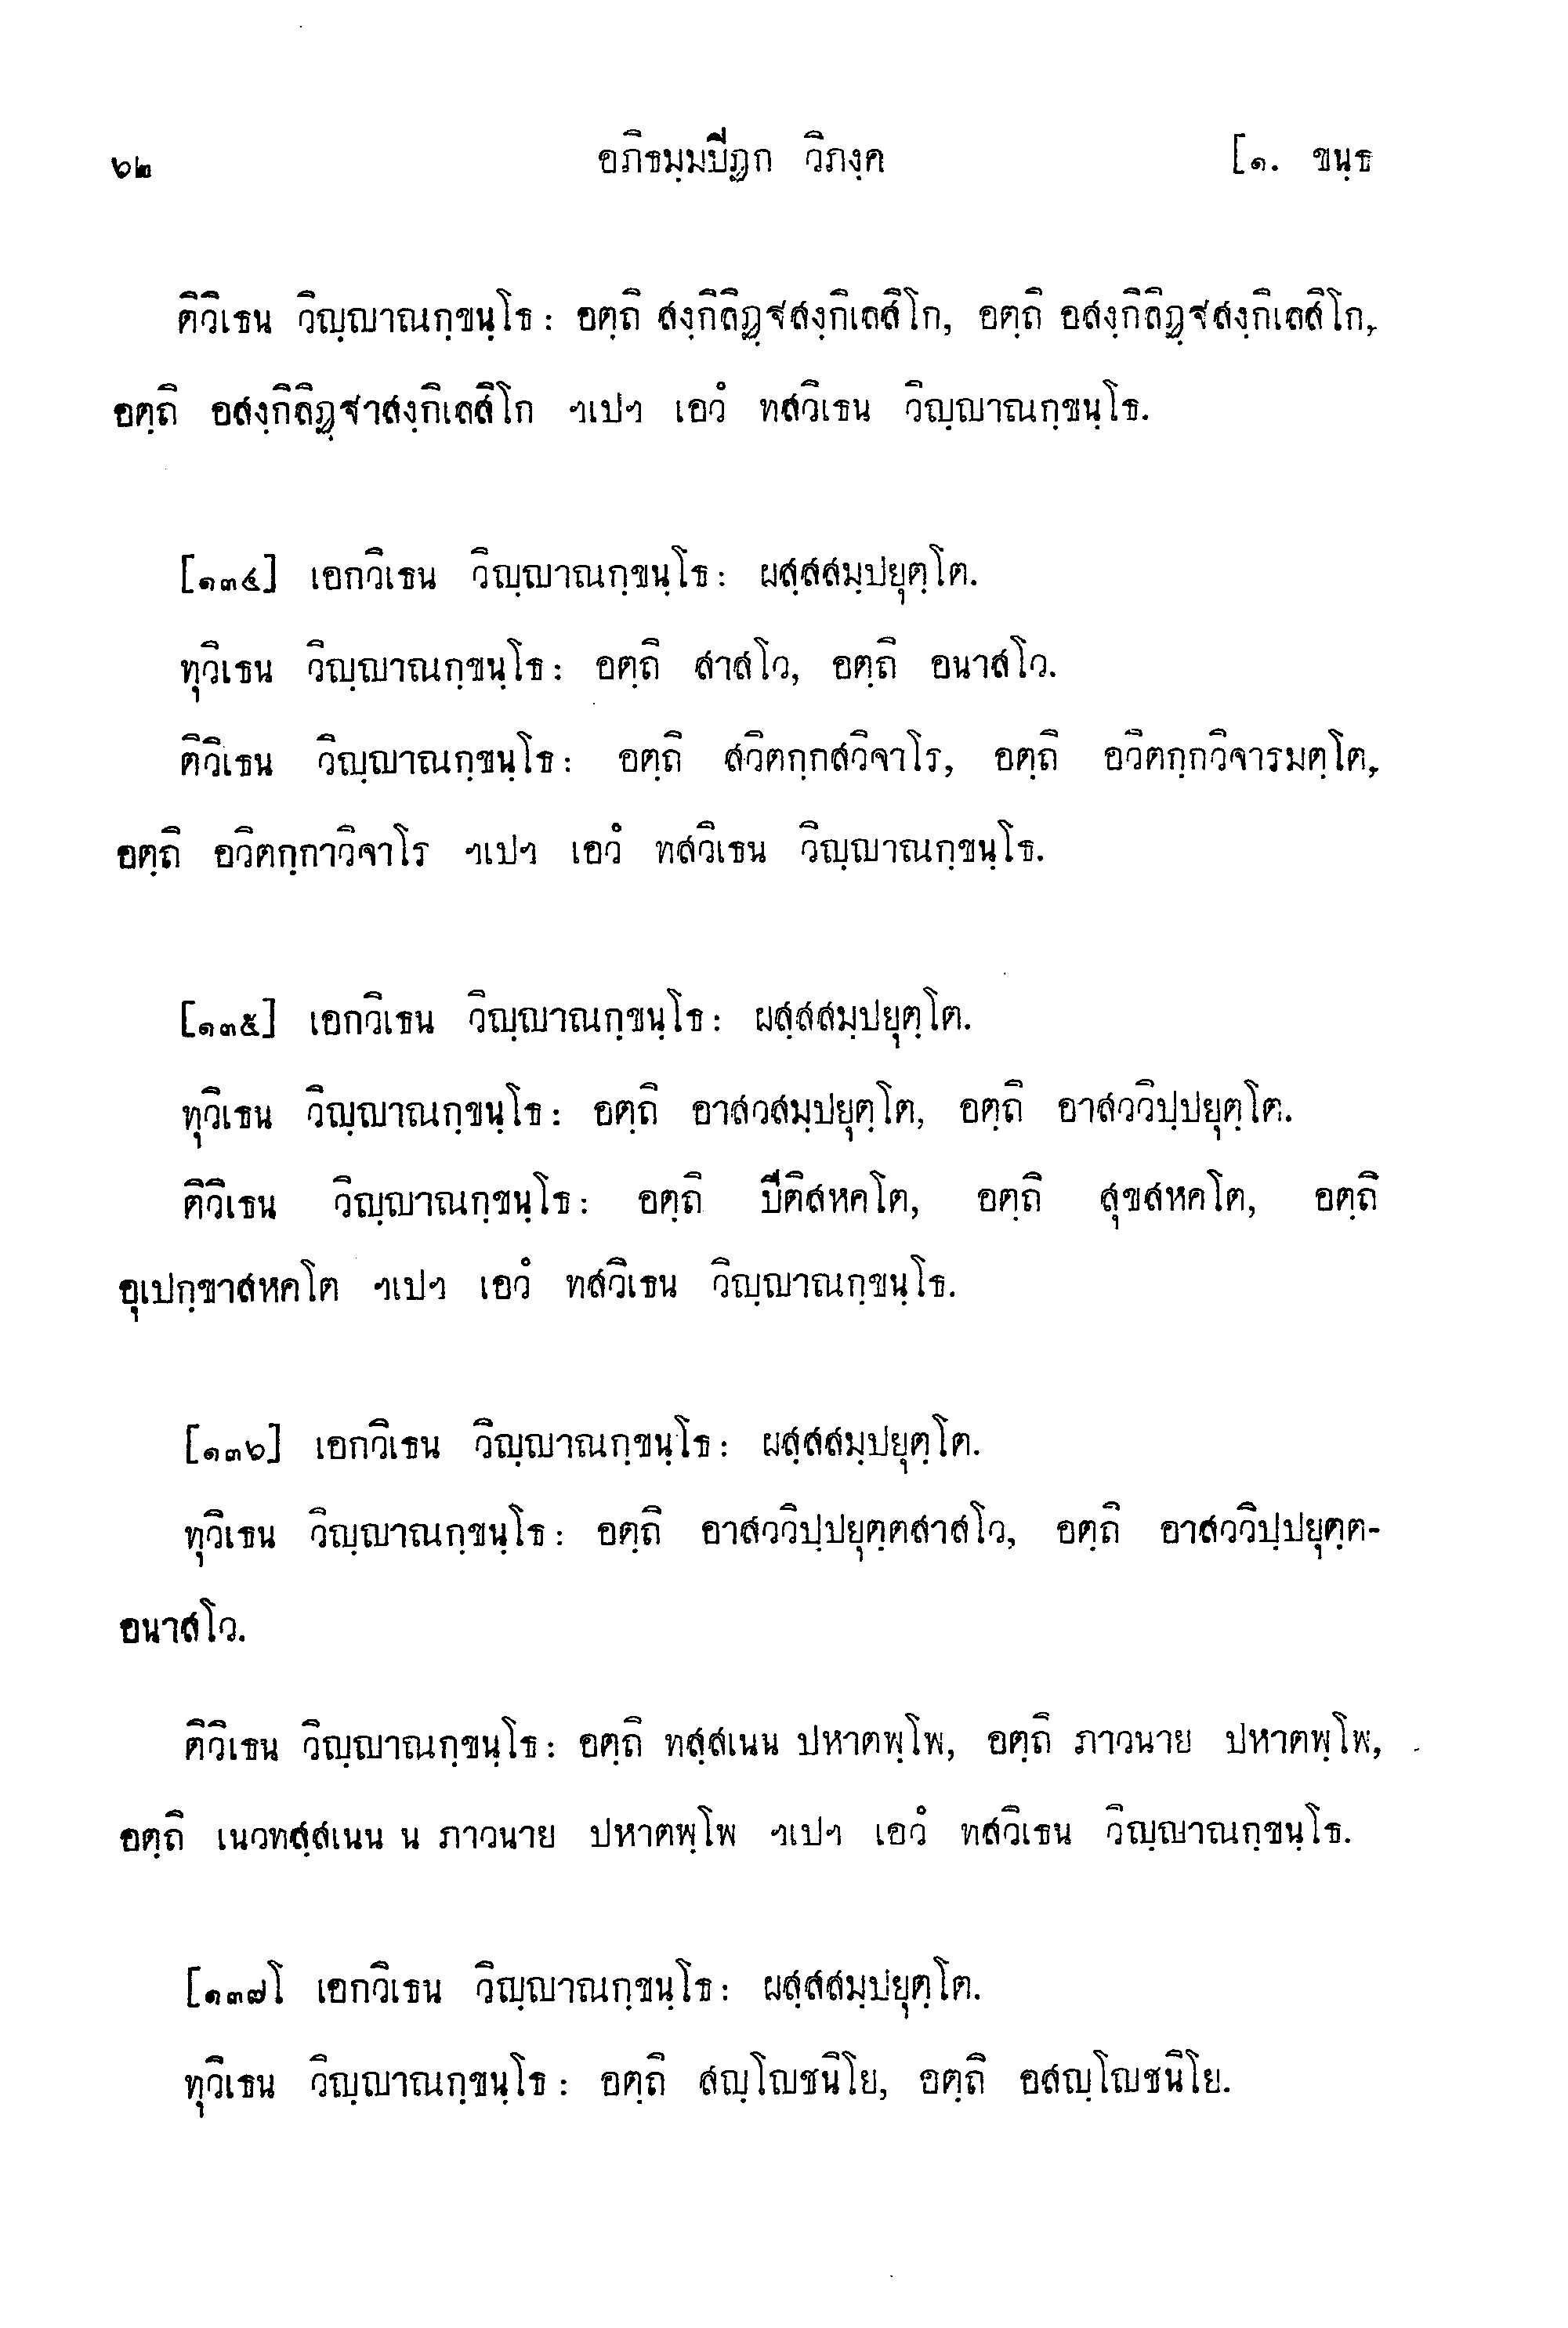 ๖๒ อภิธมฺมปิฏก วิภงฺค [๑. ขนฺธ
ติวิเธน วิญฺญาณกฺขนฺโธ: อตฺถิ สงฺกิลิฏฺฐสงฺกิเลสิโก, อตฺถิ อสงฺกิลิฏฺฐสงฺกิเลสิโก,
อตฺถิ อสงฺกิลิฏฺฐาสงฺกิเลสิโก ฯเปฯ เอวํ ทสวิเธน วิญฺญาณกฺขนฺโธ.
[๑๓๔] เอกวิเธน วิญฺญาณกฺขนฺโธ: ผสฺสสมฺปยุตฺโต.
ทุวิเธน วิญฺญาณกฺขนฺโธ: อตฺถิ สาสโว, อตฺถิ อนาสโว.
ติวิเธน วิญฺญาณกฺขนฺโธ: อตฺถิ สวิตกฺกสวิจาโร, อตฺถิ อวิตกฺกวิจารมตฺโต,
อตฺถิ อวิตกฺกาวิจาโร ฯเปฯ เอวํ ทสวิเธน วิญฺญาณกฺขนฺโธ.
[๑๓๕] เอกวิเธน วิญฺญาณกฺขนฺโธ: ผสฺสสมฺปยุตฺโต.
ทุวิเธน วิญฺญาณกฺขนฺโธ: อตฺถิ อาสวสมฺปยุตฺโต, อตฺถิ อาสววิปฺปยุตฺโต.
ติวิเธน วิญฺญาณกฺขนฺโธ: อตฺถิ ปีติสหคโต, อตฺถิ สุขสหคโต, อตฺถิ
อุเปกฺขาสหคโต ฯเปฯ เอวํ ทสวิเธน วิญฺญาณกฺขนฺโธ.
[๑๓๖] เอกวิเธน วิญฺญาณกฺขนฺโธ: ผสฺสสมฺปยุตฺโต.
ทุวิเธน วิญฺญาณกฺขนฺโธ: อตฺถิ อาสววิปฺปยุตฺตสาสโว, อตฺถิ อาสววิปฺปยุตฺต-
อนาสโว.
ติวิเธน วิญฺญาณกฺขนฺโธ: อตฺถิ ทสฺสเนน ปหาตพฺโพ, อตฺถิ ภาวนาย ปหาตพฺโพ,
อตฺถิ เนวทสฺสเนน น ภาวนาย ปหาตพฺโพ ฯเปฯ เอวํ ทสวิเธน วิญฺญาณกฺขนฺโธ.
[๑๓๗] เอกวิเธน วิญฺญาณกฺขนฺโธ: ผสฺสสมฺปยุตฺโต.
ทุวิเธน วิญฺญาณกฺขนฺโธ: อตฺถิ สญฺโญชนิโย, อตฺถิ อสญฺโญชนิโย.